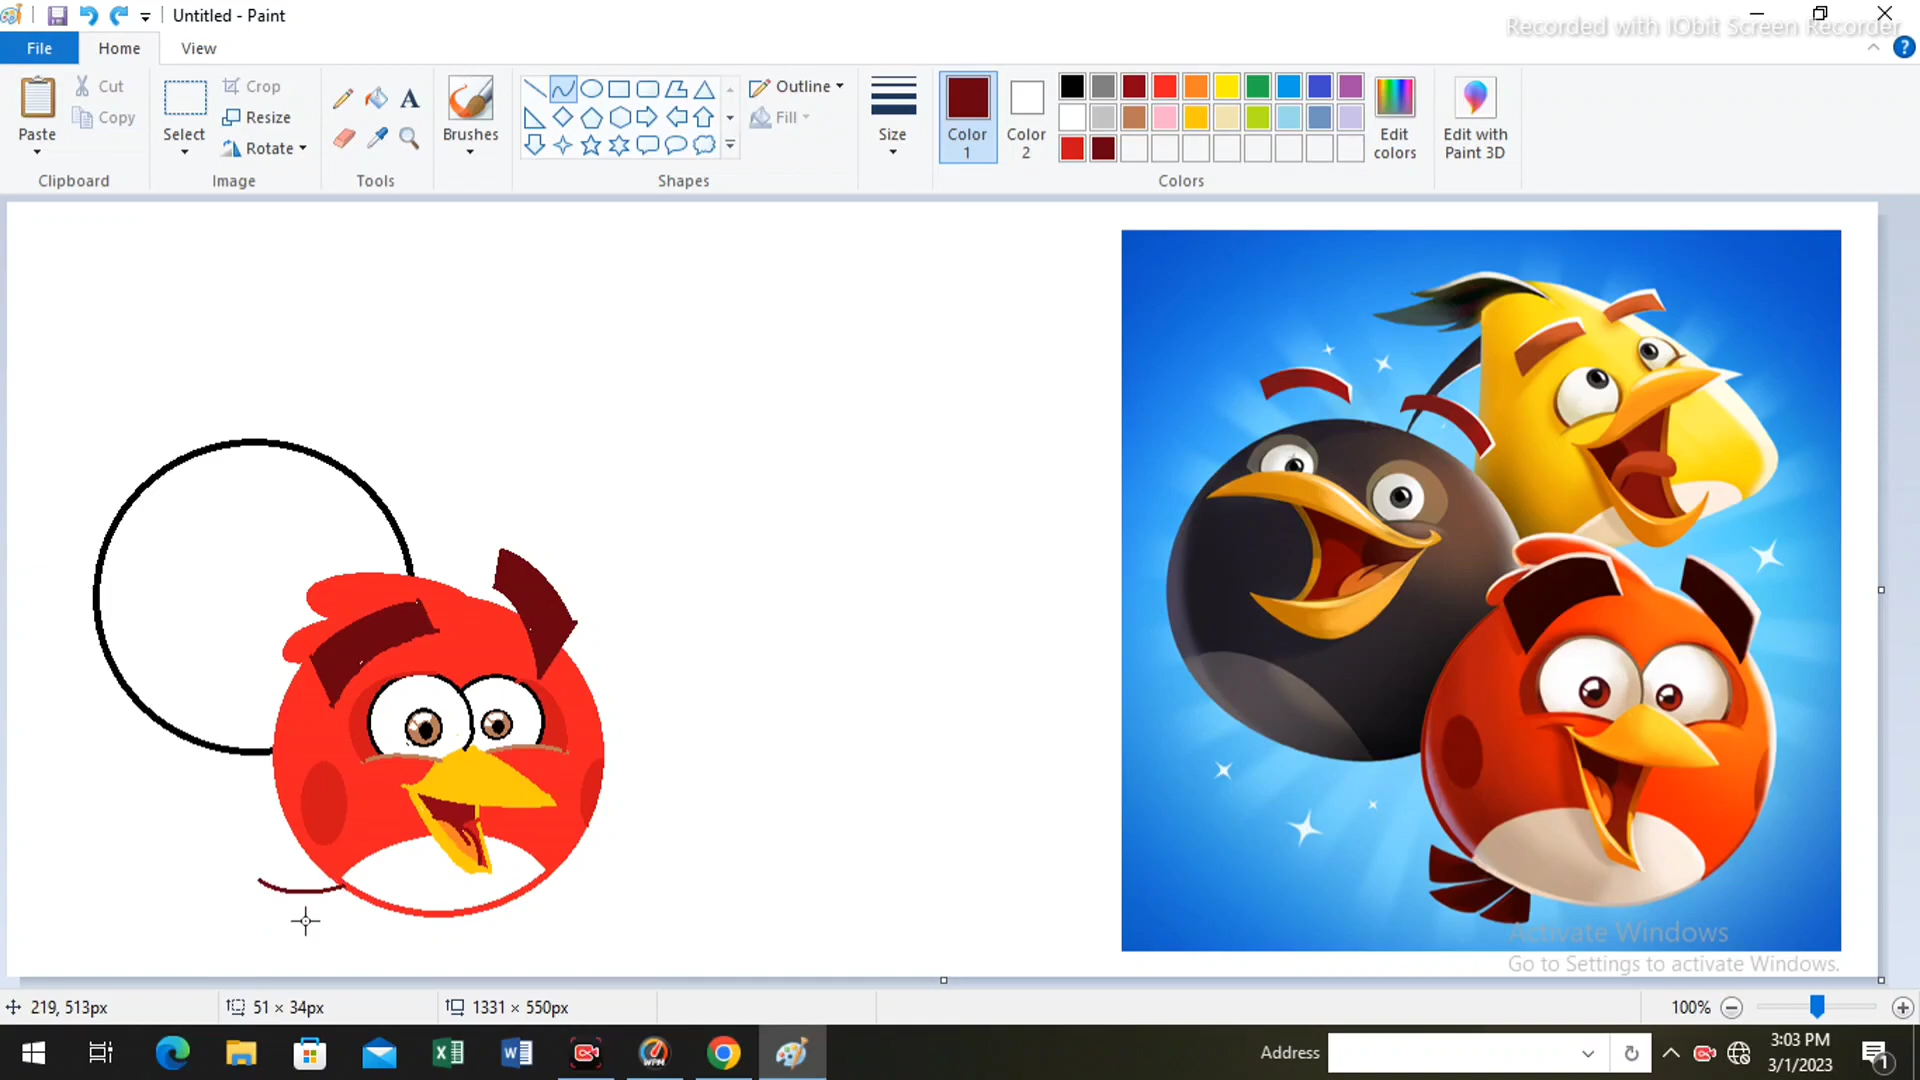 Untitled - Paint
Recorded with IObit Screen Recorder
File
Home
View
Paste
Cut
Copy
Clipboard
Select
Crop
Resize
Rotate
Image
A
Tools
Brushes
Shapes
Outline
Fill
Size
Color 1
Color 2
Edit colors
Colors
Edit with Paint 3D
Activate Windows
Go to Settings to activate Windows.
219, 513px
51 × 34px
1331 × 550px
100%
WPM
Address
3:03 PM
3/1/2023
1